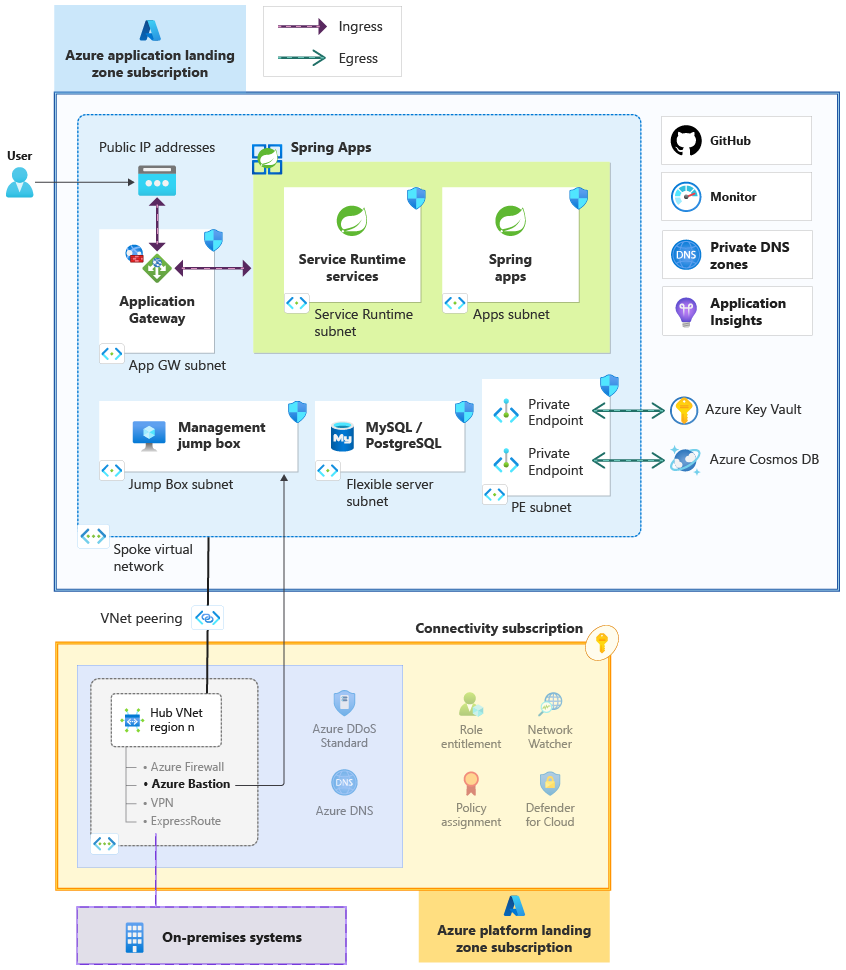 Azure application landing
zone subscription
Ingress
Egress
User
Public IP addresses
Spring Apps
Service Runtime
services
Service Runtime
subnet
Spring
apps
Apps subnet
Application
Gateway
App GW subnet
GitHub
Monitor
DNS
Private DNS
zones
Application
Insights
Management
jump box
Jump Box subnet
My
MySQL /
PostgreSQL
Flexible server
subnet
Private
Endpoint
Private
Endpoint
PE subnet
Azure Key Vault
Azure Cosmos DB
Spoke virtual
network
VNet peering
Connectivity subscription
Hub VNet
region n
• Azure Firewall
• Azure Bastion
• VPN
• ExpressRoute
Azure DDoS
Standard
DNS
Azure DNS
Role
entitlement
Network
Watcher
Policy
assignment
Defender
for Cloud
On-premises systems
Azure platform landing
zone subscription